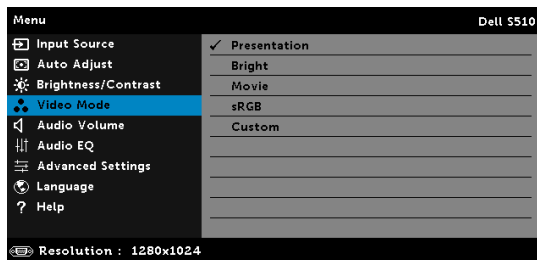 Menu Dell S510
Input Source
Auto Adjust
Brightness/Contrast
Video Mode
Audio Volume
Audio EQ
Advanced Settings
Language
Help
✓ Presentation
Bright
Movie
sRGB
Custom
Resolution : 1280x1024